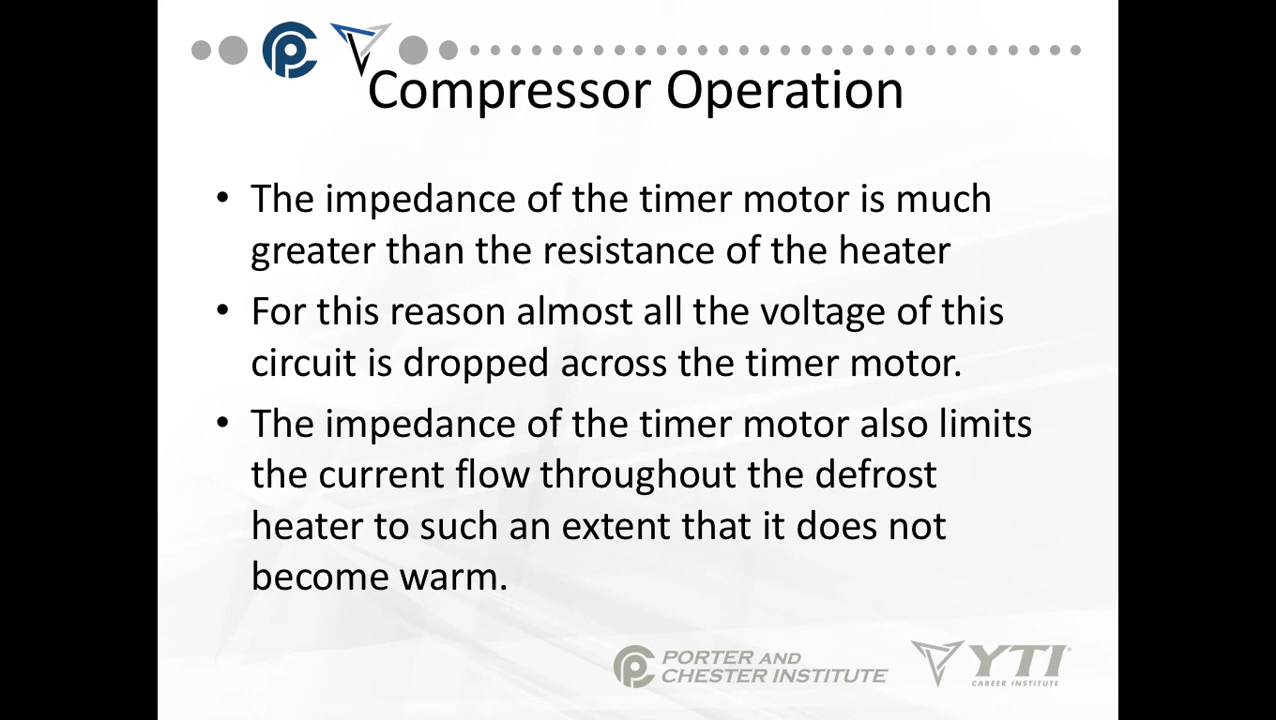 Compressor Operation
• The impedance of the timer motor is much
greater than the resistance of the heater
• For this reason almost all the voltage of this
circuit is dropped across the timer motor.
• The impedance of the timer motor also limits
the current flow throughout the defrost
heater to such an extent that it does not
become warm.
PORTER AND
CHESTER INSTITUTE
YTI
CAREER INSTITUTE